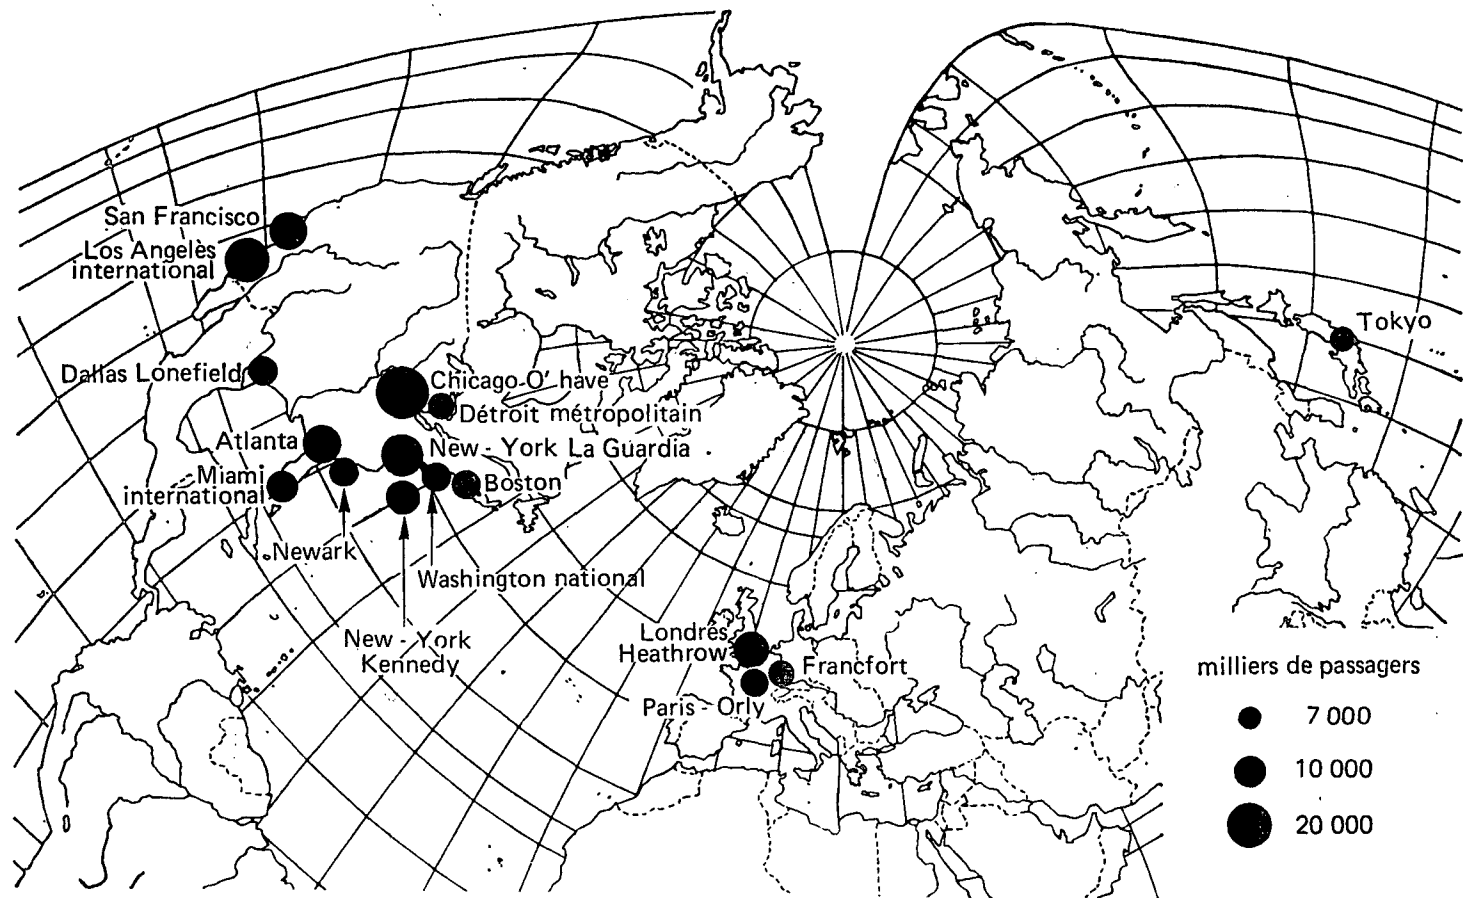 San Francisco
Los Angelès
international
Tokyo
Dallas Lonefield
Chicago O' have
Détroit métropolitain
Atlanta
New - York La Guardia
Miami
international
Boston
Newark
Washington national
New - York
Kennedy
Londres
Heathrow
Francfort
Paris - Orly
milliers de passagers
7 000
10 000
20 000